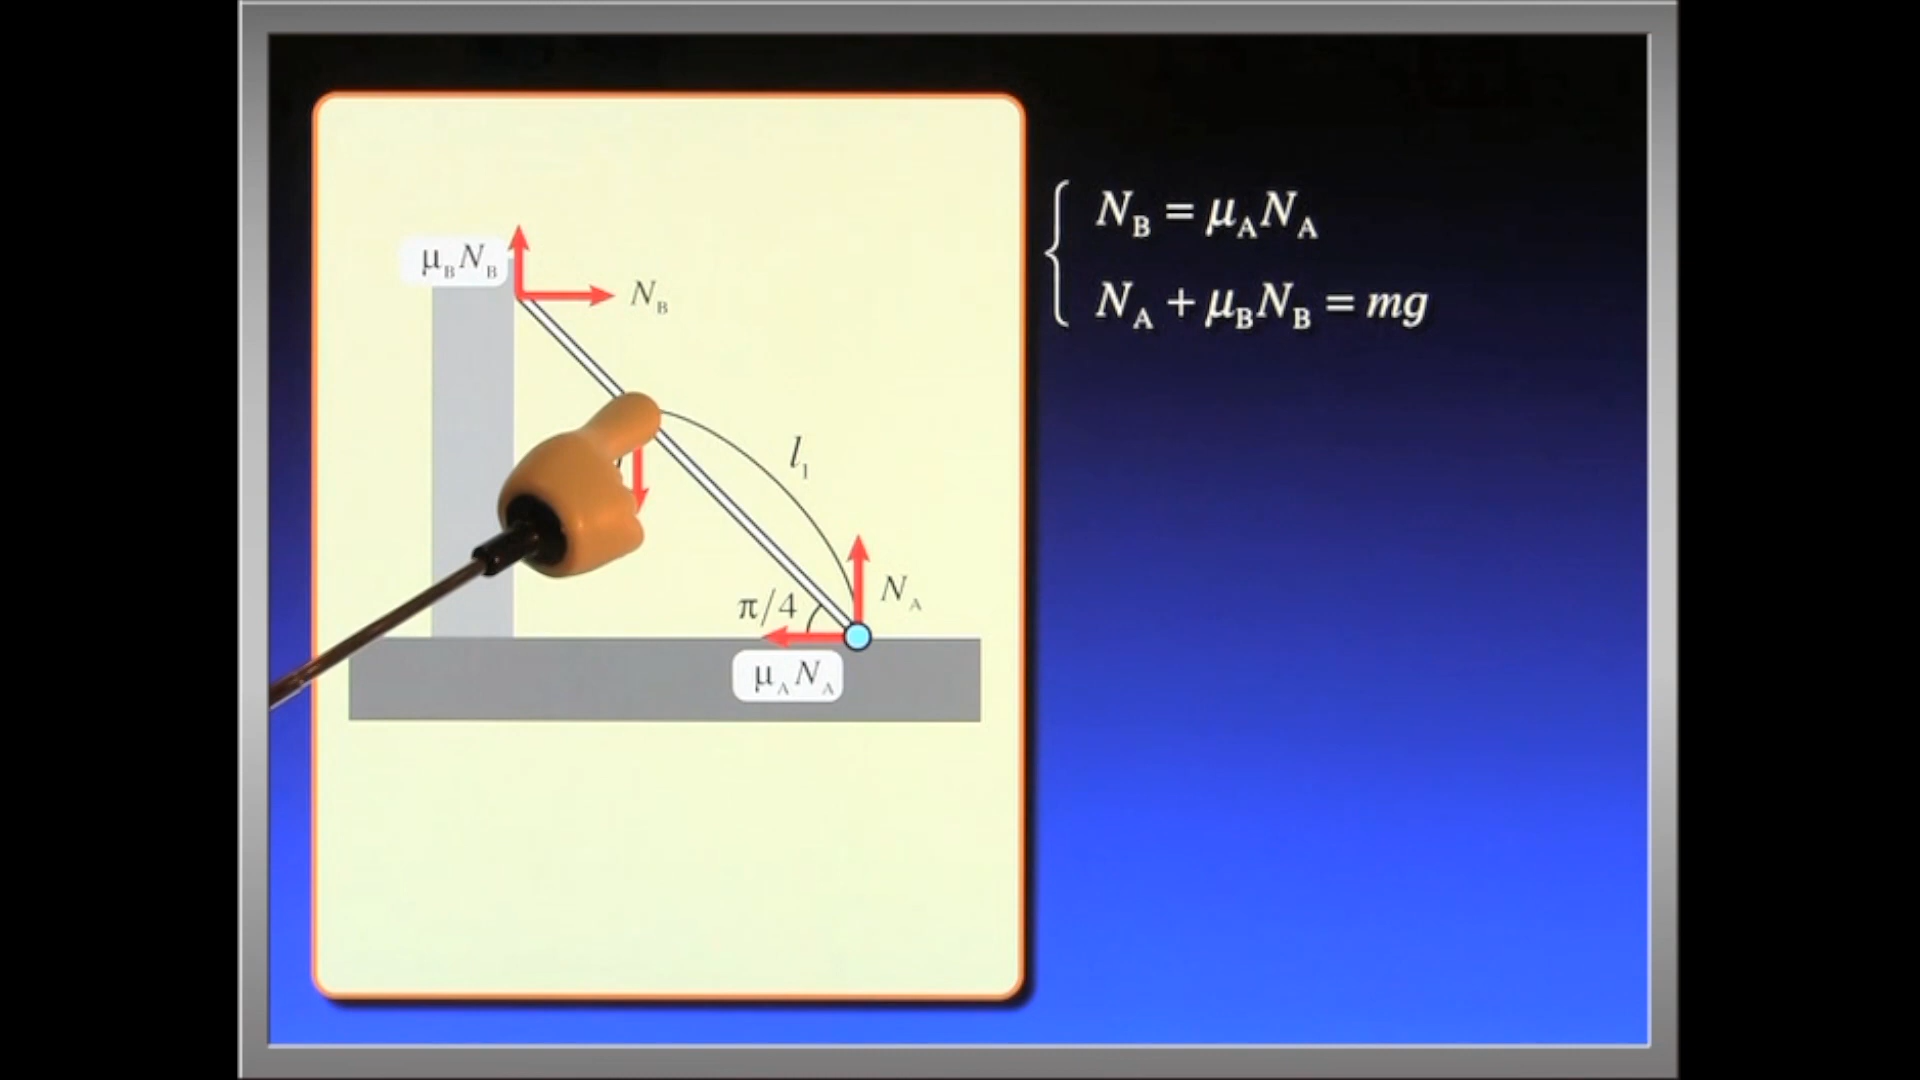 N_B = μ_A N_A
N_A + μ_B N_B = mg
μ_B N_B
N_B
l_1
π/4
N_A
μ_A N_A